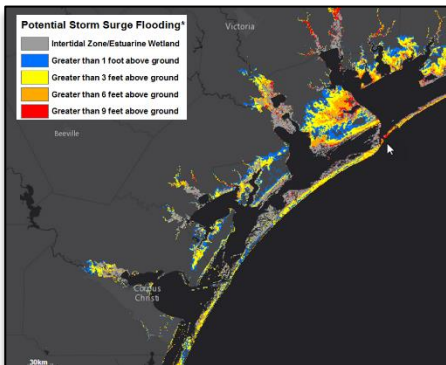 Potential Storm Surge Flooding*
Intertidal Zone/Estuarine Wetland
Greater than 1 foot above ground
Greater than 3 feet above ground
Greater than 6 feet above ground
Greater than 9 feet above ground
Victoria
Beeville
Corpus
Christi
30km